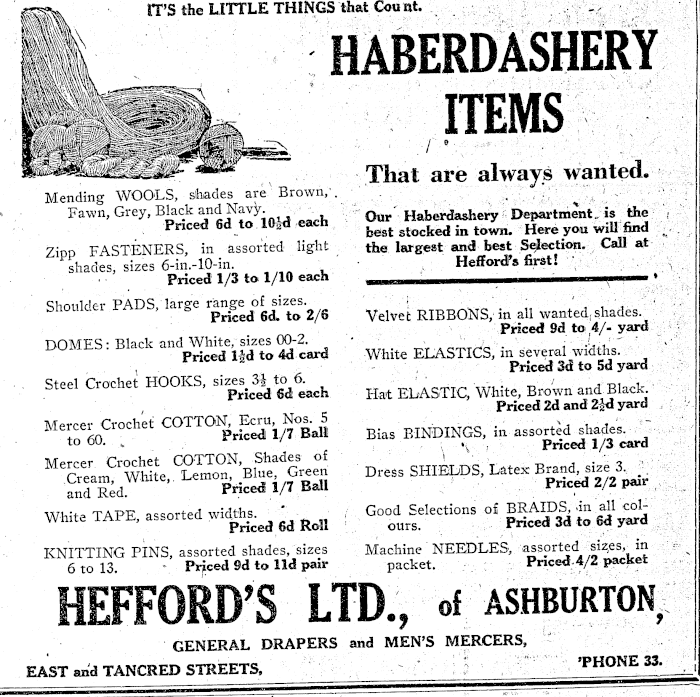 IT'S the LITTLE THINGS that Count.
HABERDASHERY
ITEMS
That are always wanted.
Our Haberdashery Department is the
best stocked in town. Here you will find
the largest and best Selection. Call at
Hefford's first!
Mending WOOLS, shades are Brown,
Fawn, Grey, Black and Navy.
Priced 6d to 10½d each
Zipp FASTENERS, in assorted light
shades, sizes 6-in.-10-in.
Priced 1/3 to 1/10 each
Shoulder PADS, large range of sizes.
Priced 6d. to 2/6
DOMES: Black and White, sizes 00-2.
Priced 1½d to 4d card
Steel Crochet HOOKS, sizes 3½ to 6.
Priced 6d each
Mercer Crochet COTTON, Ecru, Nos. 5
to 60. Priced 1/7 Ball
Mercer Crochet COTTON, Shades of
Cream, White, Lemon, Blue, Green
and Red. Priced 1/7 Ball
White TAPE, assorted widths.
Priced 6d Roll
KNITTING PINS, assorted shades, sizes
6 to 13. Priced 9d to 11d pair
Velvet RIBBONS, in all wanted shades.
Priced 9d to 4/- yard
White ELASTICS, in several widths.
Priced 3d to 5d yard
Hat ELASTIC, White, Brown and Black.
Priced 2d and 2½d yard
Bias BINDINGS, in assorted shades.
Priced 1/3 card
Dress SHIELDS, Latex Brand, size 3.
Priced 2/2 pair
Good Selections of BRAIDS, in all col-
ours. Priced 3d to 6d yard
Machine NEEDLES, assorted sizes, in
packet. Priced 4/2 packet
HEFFORD'S LTD., of ASHBURTON,
GENERAL DRAPERS and MEN'S MERCERS,
EAST and TANCRED STREETS, 'PHONE 33.